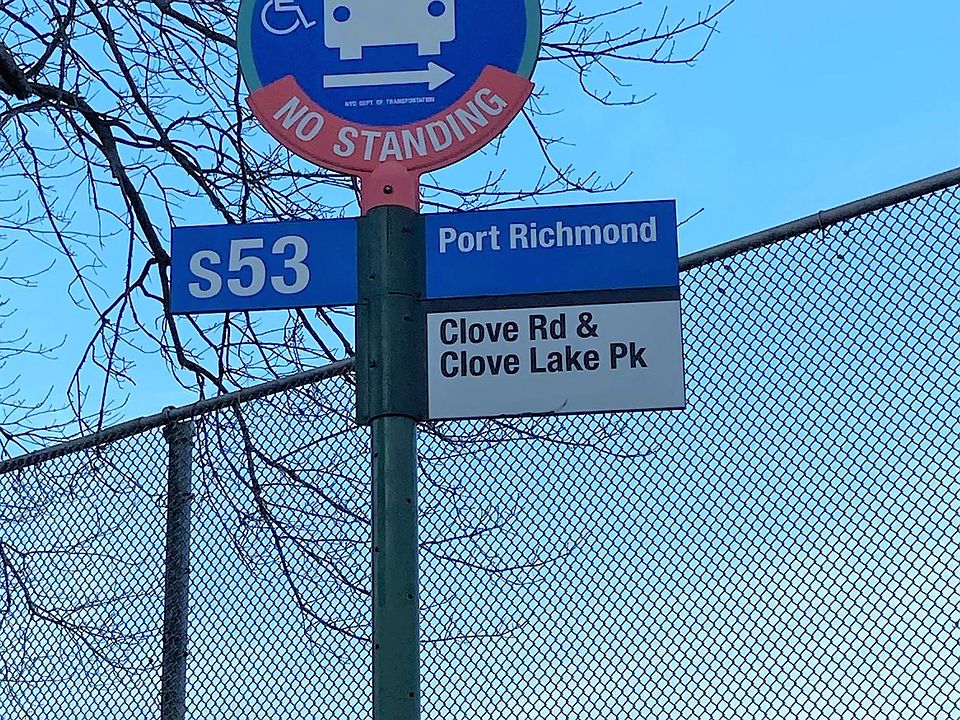 NYC DEPT OF TRANSPORTATION
NO STANDING
S53
Port Richmond
Clove Rd &
Clove Lake Pk